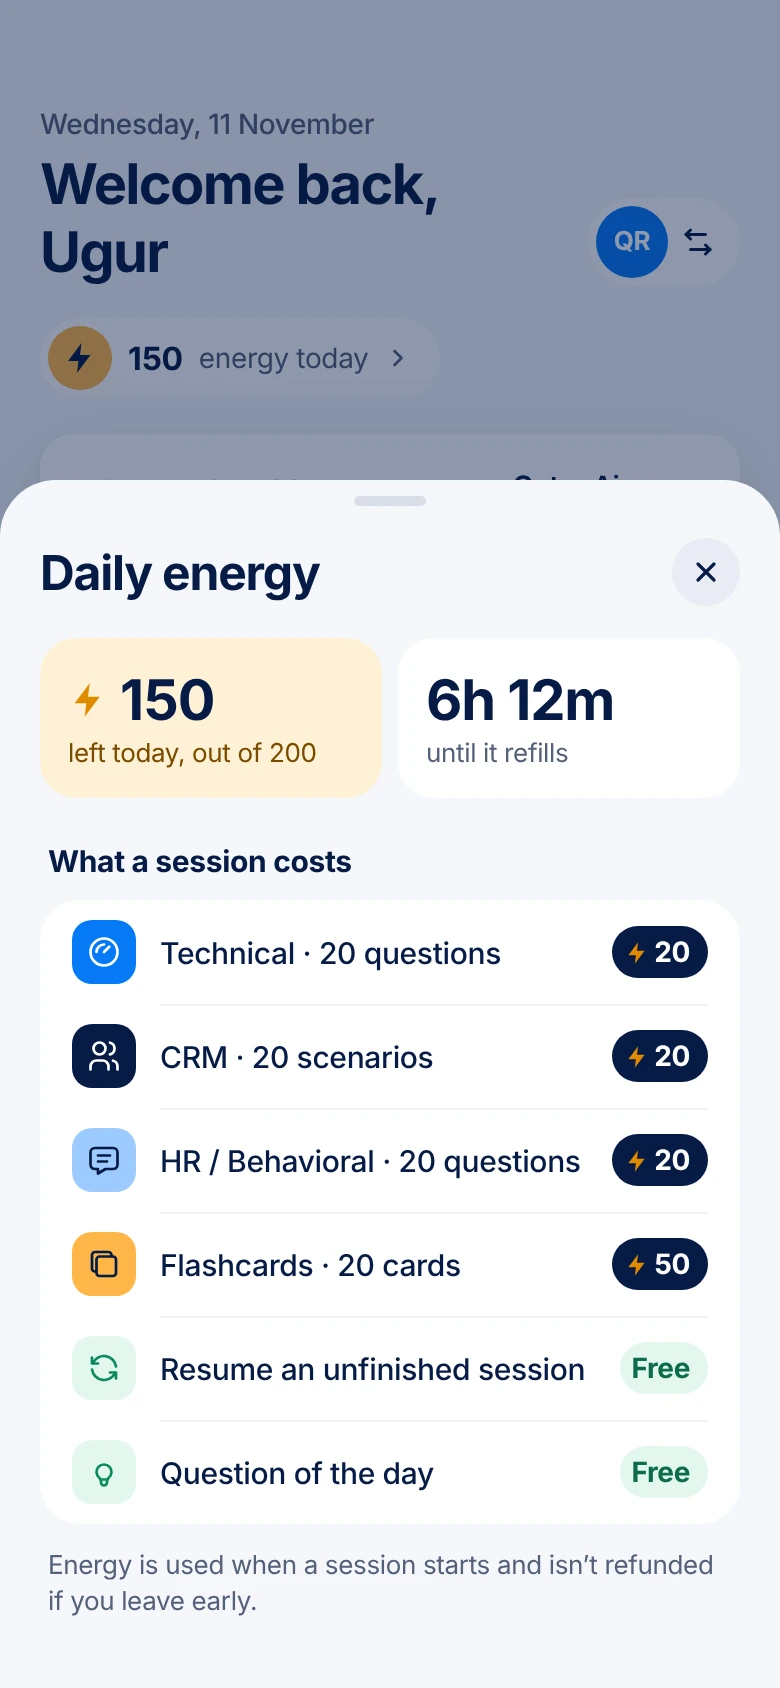 Wednesday, 11 November
Welcome back,
Ugur
QR
150 energy today
Daily energy
150
left today, out of 200
6h 12m
until it refills
What a session costs
Technical · 20 questions 20
CRM · 20 scenarios 20
HR / Behavioral · 20 questions 20
Flashcards · 20 cards 50
Resume an unfinished session Free
Question of the day Free
Energy is used when a session starts and isn’t refunded
if you leave early.